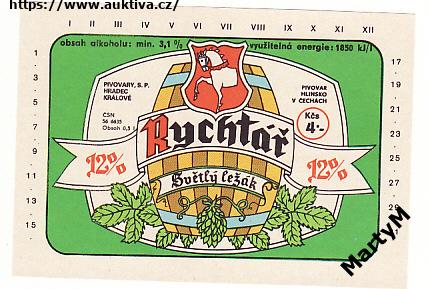 https://www.auktiva.cz/
I II III IV V VI VII VIII IX X XI XII
obsah alkoholu: min. 3,1 %
využitelná energie: 1850 kJ/l
PIVOVARY, S. P.
HRADEC
KRÁLOVÉ
ČSN
56 6635
Obsah 0,5 l
PIVOVAR
HLINSKO
V ČECHÁCH
Kčs
4·-
Rychtář
12%
12%
Světlý ležák
1
3
5
7
9
11
13
15
17
19
21
23
25
27
29
MartyM